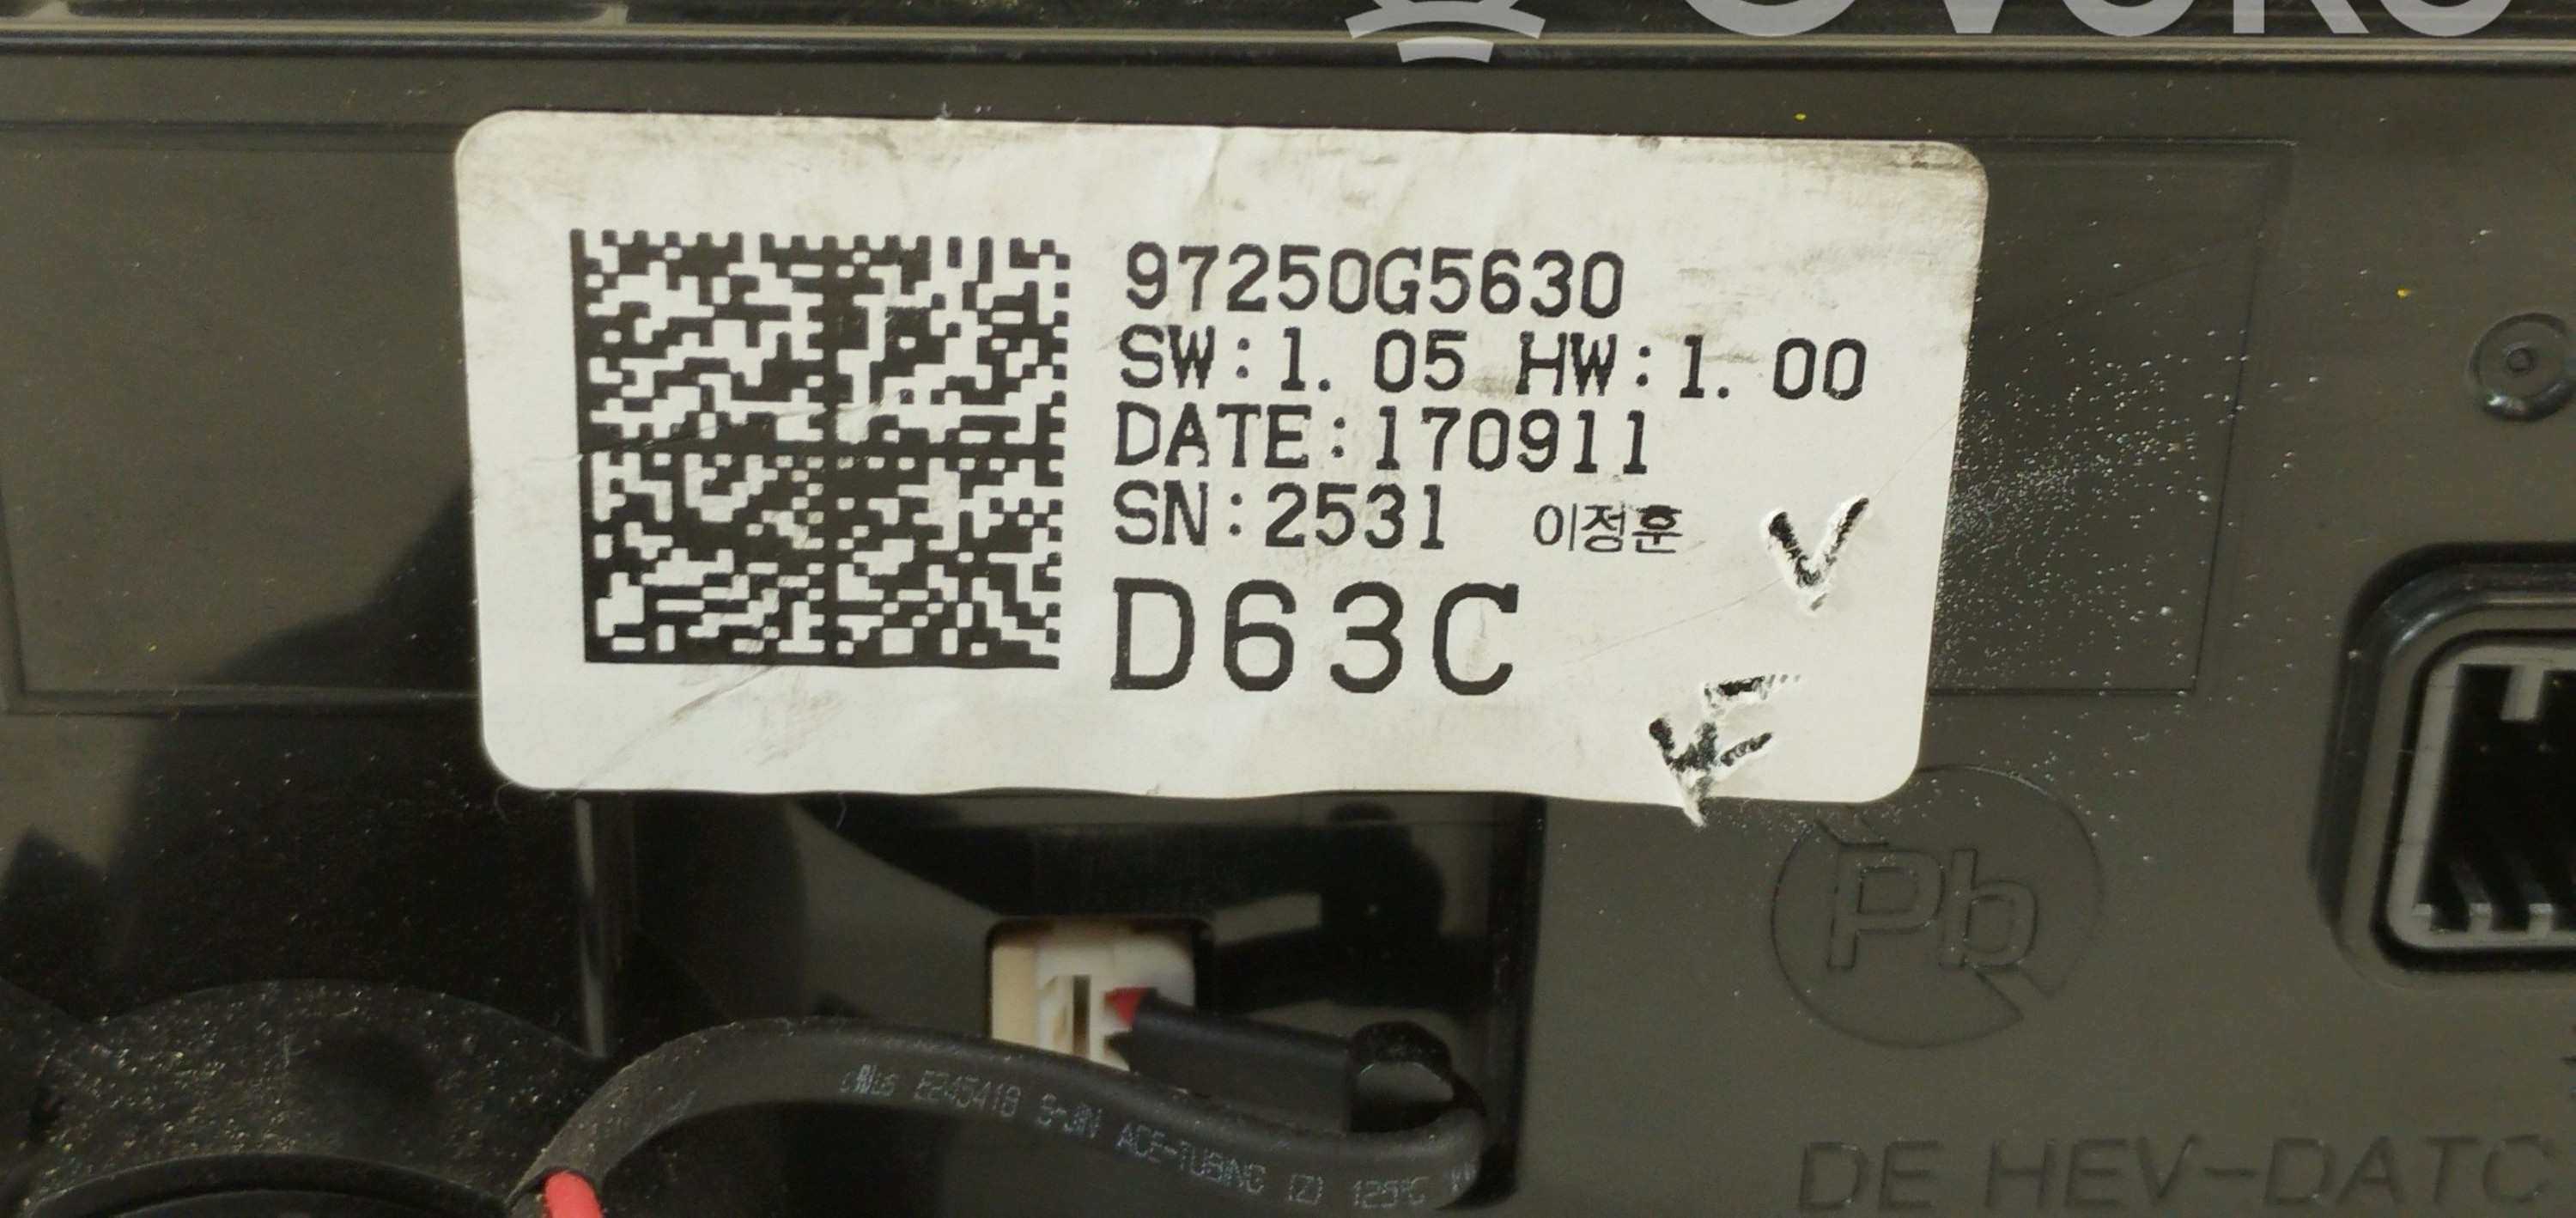 97250G5630
SW:1.05 HW:1.00
DATE:170911
SN:2531 이정훈
D63C
V
Pb
E245418 S-JIN ACE-TUBING (Z) 125°C
DE HEV-DATC